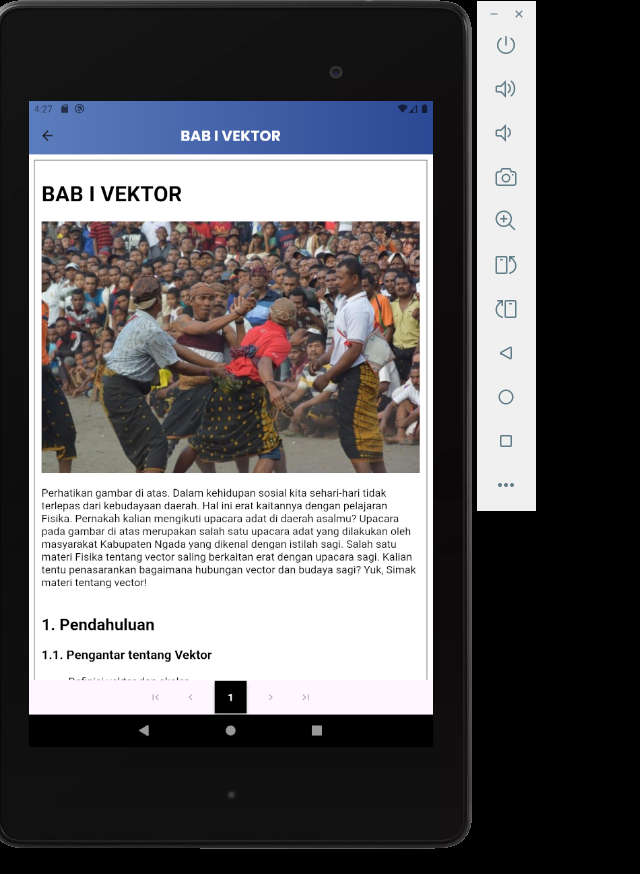 4:27
BAB I VEKTOR
BAB I VEKTOR
Perhatikan gambar di atas. Dalam kehidupan sosial kita sehari-hari tidak
terlepas dari kebudayaan daerah. Hal ini erat kaitannya dengan pelajaran
Fisika. Pernakah kalian mengikuti upacara adat di daerah asalmu? Upacara
pada gambar di atas merupakan salah satu upacara adat yang dilakukan oleh
masyarakat Kabupaten Ngada yang dikenal dengan istilah sagi. Salah satu
materi Fisika tentang vector saling berkaitan erat dengan upacara sagi. Kalian
tentu penasarankan bagaimana hubungan vector dan budaya sagi? Yuk, Simak
materi tentang vector!
1. Pendahuluan
1.1. Pengantar tentang Vektor
1